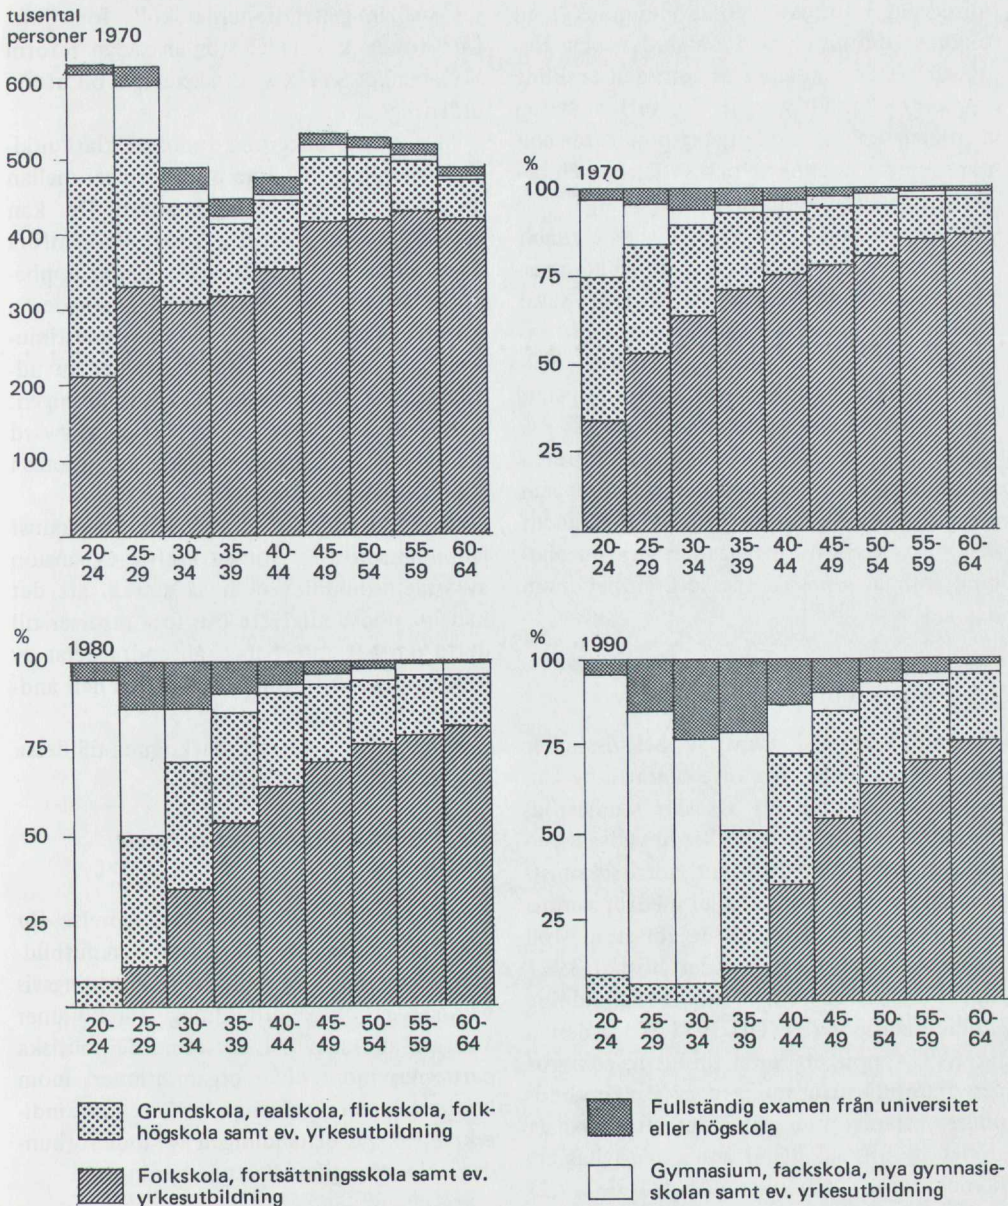 tusental
personer 1970
600
500
400
300
200
100
20-24 25-29 30-34 35-39 40-44 45-49 50-54 55-59 60-64
% 1970
100
75
50
25
20-24 25-29 30-34 35-39 40-44 45-49 50-54 55-59 60-64
% 1980
100
75
50
25
20-24 25-29 30-34 35-39 40-44 45-49 50-54 55-59 60-64
% 1990
100
75
50
25
20-24 25-29 30-34 35-39 40-44 45-49 50-54 55-59 60-64
Grundskola, realskola, flickskola, folk-
högskola samt ev. yrkesutbildning
Folkskola, fortsättningsskola samt ev.
yrkesutbildning
Fullständig examen från universitet
eller högskola
Gymnasium, fackskola, nya gymnasie-
skolan samt ev. yrkesutbildning